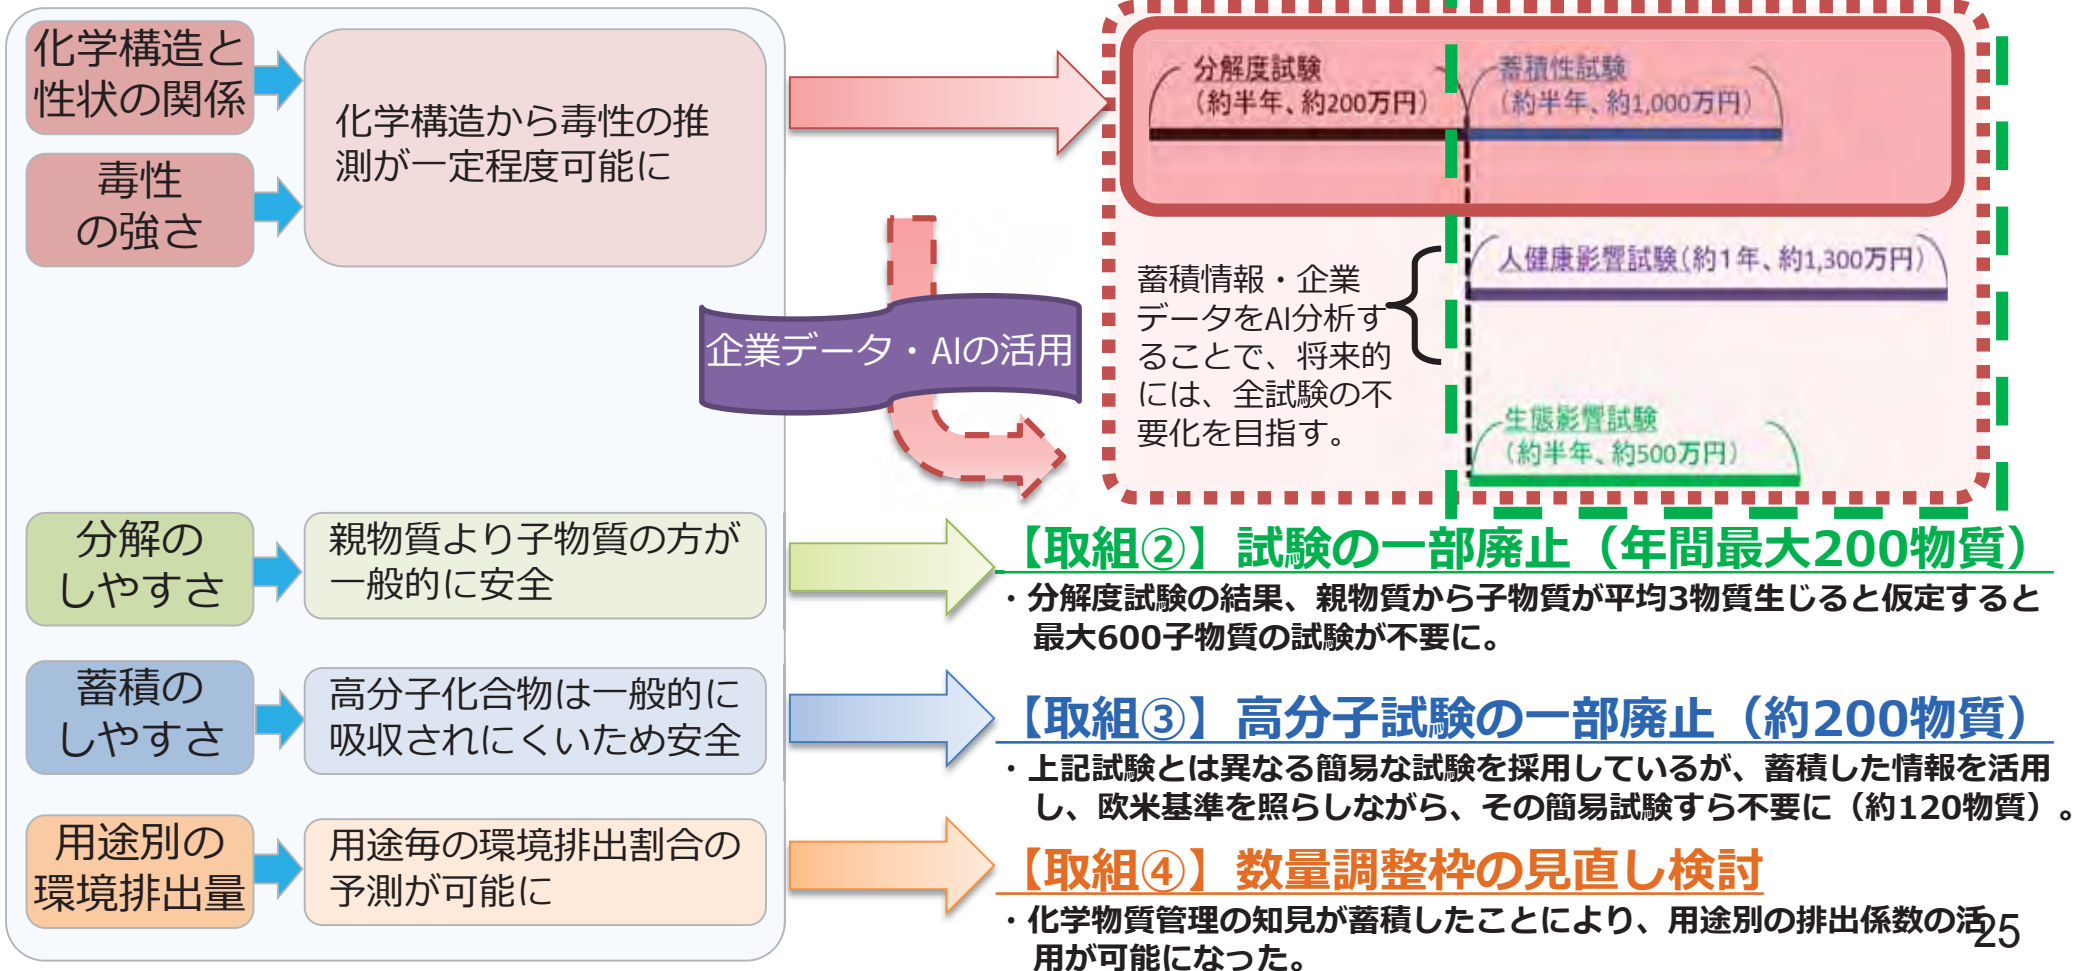 化学構造と
性状の関係
毒性
の強さ
化学構造から毒性の推
測が一定程度可能に
分解度試験
（約半年、約200万円）
蓄積性試験
（約半年、約1,000万円）
人健康影響試験（約1年、約1,300万円）
生態影響試験
（約半年、約500万円）
蓄積情報・企業
データをAI分析す
ることで、将来的
には、全試験の不
要化を目指す。
企業データ・AIの活用
分解の
しやすさ
親物質より子物質の方が
一般的に安全
【取組②】試験の一部廃止（年間最大200物質）
・分解度試験の結果、親物質から子物質が平均3物質生じると仮定すると
最大600子物質の試験が不要に。
蓄積の
しやすさ
高分子化合物は一般的に
吸収されにくいため安全
【取組③】高分子試験の一部廃止（約200物質）
・上記試験とは異なる簡易な試験を採用しているが、蓄積した情報を活用
し、欧米基準を照らしながら、その簡易試験すら不要に（約120物質）。
用途別の
環境排出量
用途毎の環境排出割合の
予測が可能に
【取組④】数量調整枠の見直し検討
・化学物質管理の知見が蓄積したことにより、用途別の排出係数の活
用が可能になった。
25